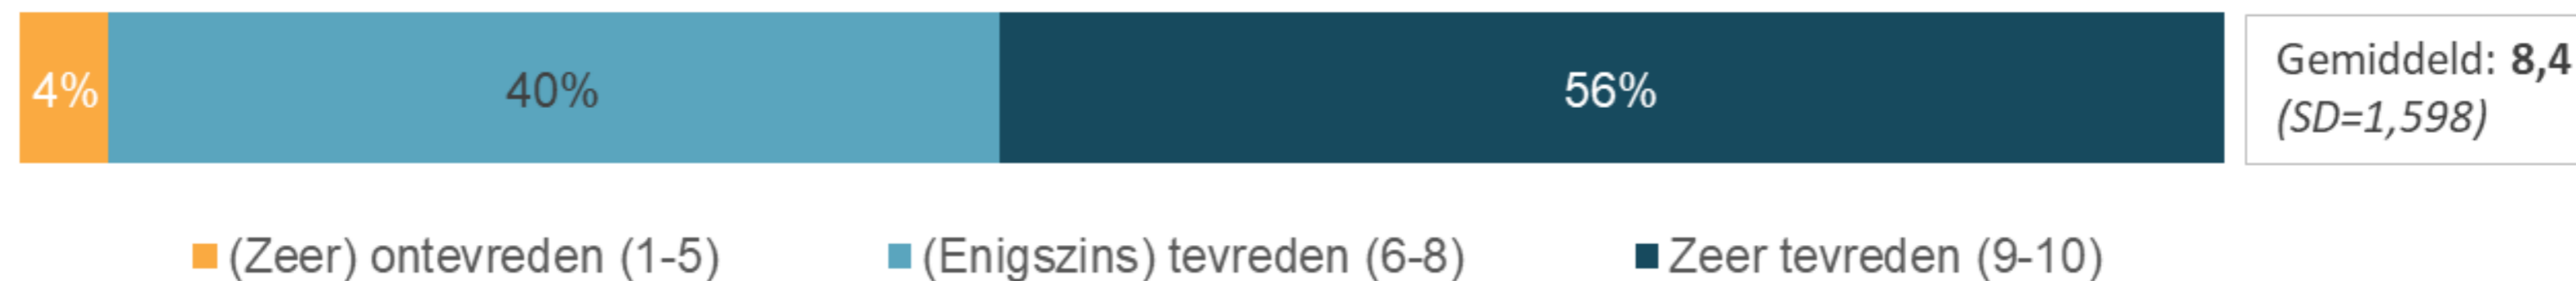 4% 40% 56%
Gemiddeld: 8,4
(SD=1,598)
(Zeer) ontevreden (1-5) (Enigszins) tevreden (6-8) Zeer tevreden (9-10)